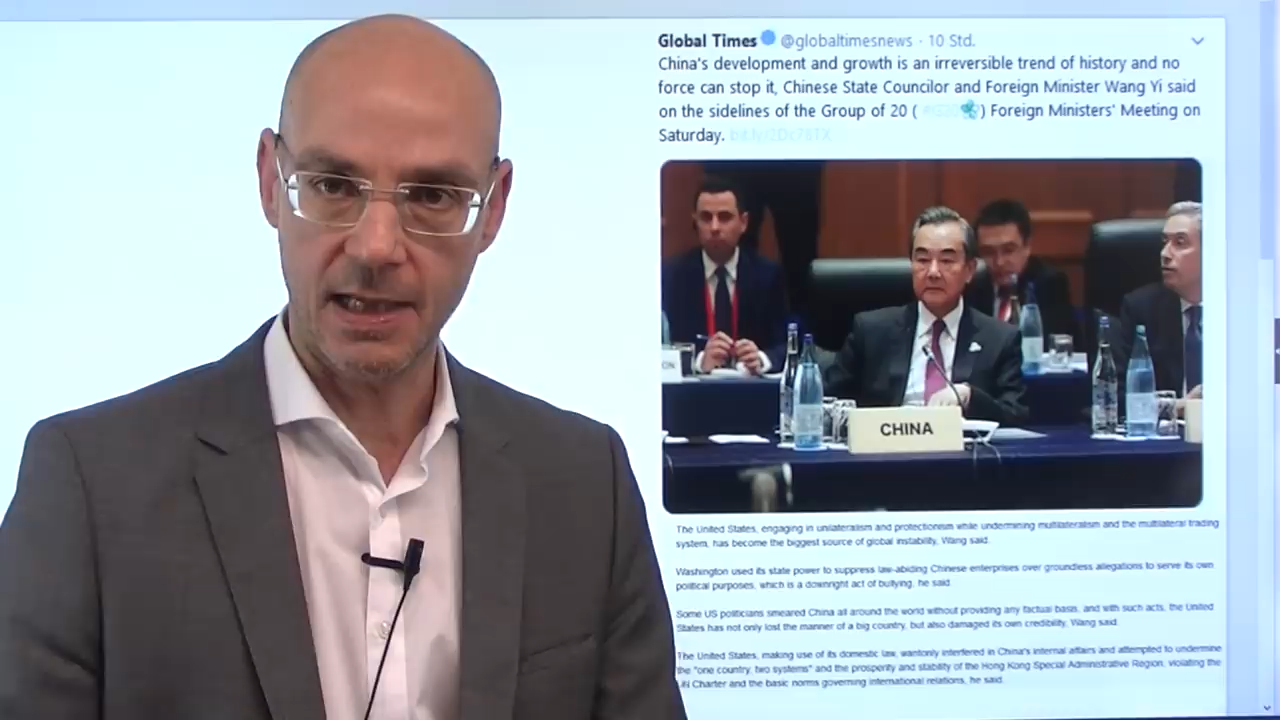 Global Times @globaltimesnews · 10 Std.
China's development and growth is an irreversible trend of history and no
force can stop it, Chinese State Councilor and Foreign Minister Wang Yi said
on the sidelines of the Group of 20 ( ) Foreign Ministers' Meeting on
Saturday.
CHINA
The United States, engaging in unilateralism and protectionism while undermining multilateralism and the multilateral trading
system, has become the biggest source of global instability, Wang said.
Washington used its state power to suppress law-abiding Chinese enterprises over groundless allegations to serve its own
political purposes, which is a downright act of bullying, he said.
Some US politicians smeared China all around the world without providing any factual basis, and with such acts, the United
States has not only lost the manner of a big country, but also damaged its own credibility, Wang said.
The United States, making use of its domestic law, wantonly interfered in China's internal affairs and attempted to undermine
the "one country, two systems" and the prosperity and stability of the Hong Kong Special Administrative Region, violating the
UN Charter and the basic norms governing international relations, he said.